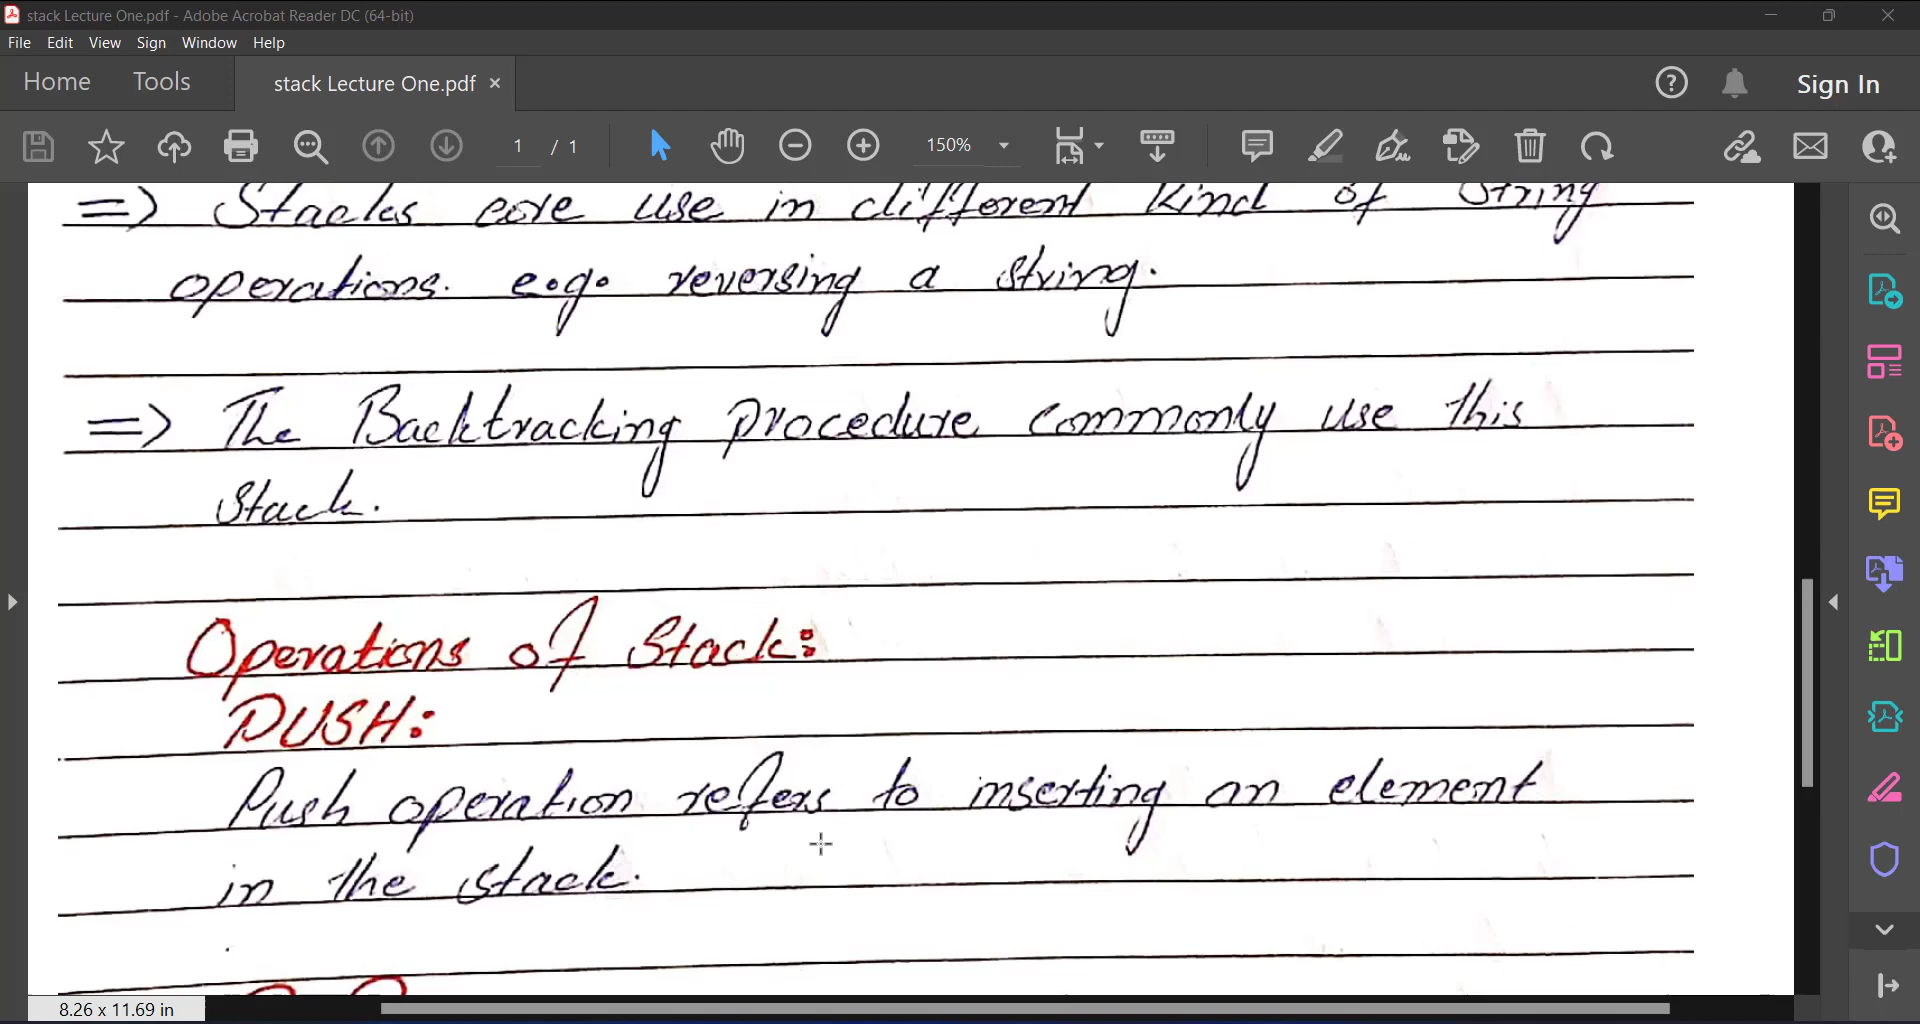 stack Lecture One.pdf - Adobe Acrobat Reader DC (64-bit)
File Edit View Sign Window Help
Home Tools stack Lecture One.pdf × Sign In
1 / 1 150%
=> Stacks are use in different Kind of String
operations. e.g. reversing a string.
=> The Backtracking procedure commonly use this
stack.
Operations of Stack:
PUSH:
Push operation refers to inserting an element
in the stack.
8.26 x 11.69 in